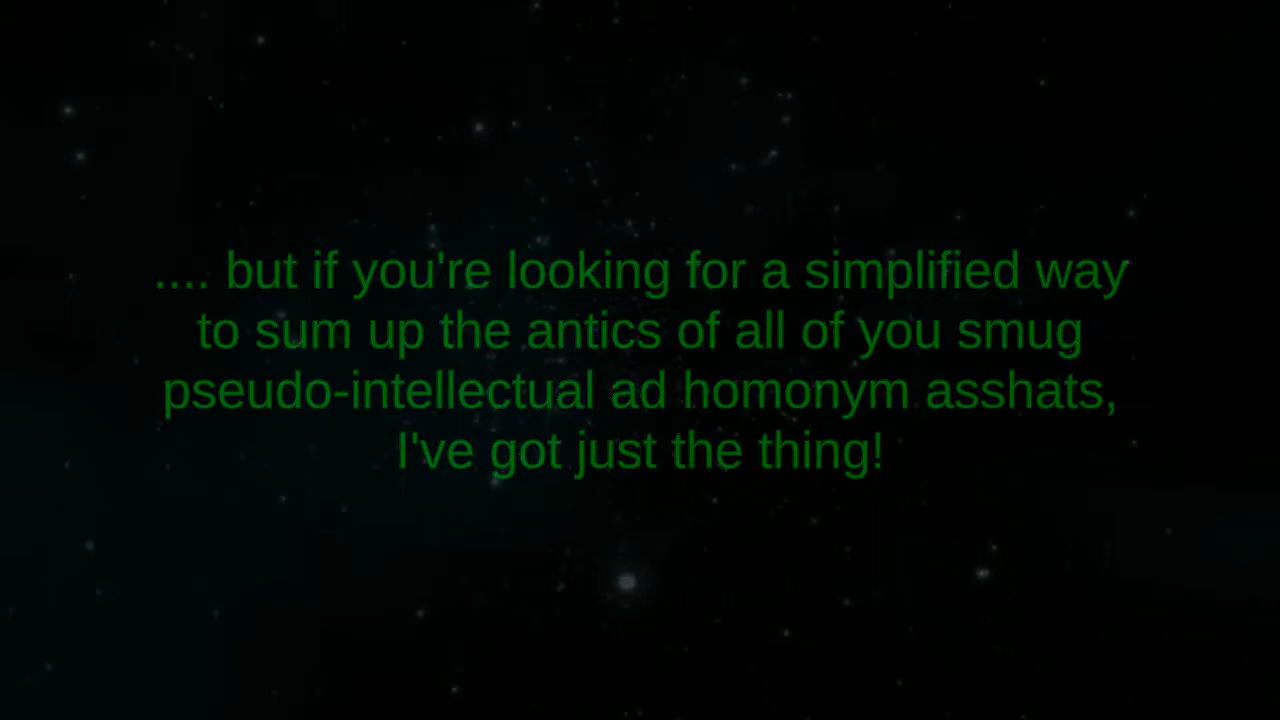 .... but if you're looking for a simplified way
to sum up the antics of all of you smug
pseudo-intellectual ad homonym asshats,
I've got just the thing!